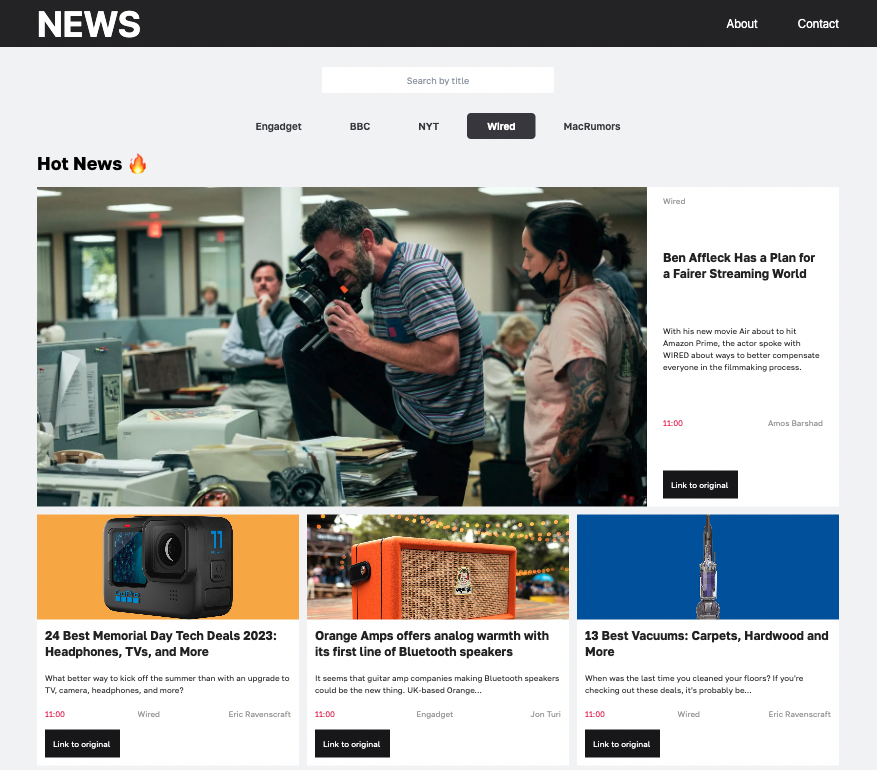 NEWS
About
Contact
Search by title
Engadget
BBC
NYT
Wired
MacRumors
Hot News 🔥
Wired
Ben Affleck Has a Plan for
a Fairer Streaming World
With his new movie Air about to hit
Amazon Prime, the actor spoke with
WIRED about ways to better compensate
everyone in the filmmaking process.
11:00
Amos Barshad
Link to original
11
GoPro
24 Best Memorial Day Tech Deals 2023:
Headphones, TVs, and More
What better way to kick off the summer than with an upgrade to
TV, camera, headphones, and more?
11:00
Wired
Eric Ravenscraft
Link to original
Orange Amps offers analog warmth with
its first line of Bluetooth speakers
It seems that guitar amp companies making Bluetooth speakers
could be the new thing. UK-based Orange...
11:00
Engadget
Jon Turi
Link to original
13 Best Vacuums: Carpets, Hardwood and
More
When was the last time you cleaned your floors? If you're
checking out these deals, it's probably be...
11:00
Wired
Eric Ravenscraft
Link to original